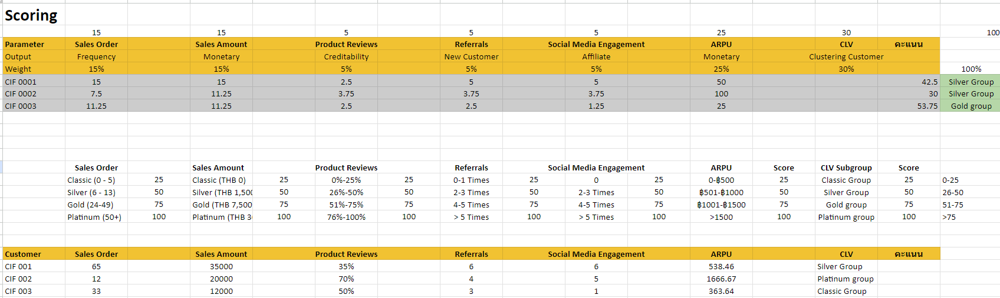 Scoring
15 15 5 5 5 25 30 100
Parameter Sales Order Sales Amount Product Reviews Referrals Social Media Engagement ARPU CLV คะแนน
Output Frequency Monetary Creditability New Customer Affiliate Monetary Clustering Customer
Weight 15% 15% 5% 5% 5% 25% 30% 100%
CIF 0001 15 15 2.5 5 5 50 42.5 Silver Group
CIF 0002 7.5 11.25 3.75 3.75 3.75 100 30 Silver Group
CIF 0003 11.25 11.25 2.5 2.5 1.25 25 53.75 Gold group
Sales Order Sales Amount Product Reviews Referrals Social Media Engagement ARPU Score CLV Subgroup Score
Classic (0 - 5) 25 Classic (THB 0) 25 0%-25% 25 0-1 Times 25 0 25 0-฿500 25 Classic Group 25 0-25
Silver (6 - 13) 50 Silver (THB 1,500 50 26%-50% 50 2-3 Times 50 2-3 Times 50 ฿501-฿1000 50 Silver Group 50 26-50
Gold (24-49) 75 Gold (THB 7,500 75 51%-75% 75 4-5 Times 75 4-5 Times 75 ฿1001-฿1500 75 Gold group 75 51-75
Platinum (50+) 100 Platinum (THB 3 100 76%-100% 100 > 5 Times 100 > 5 Times 100 >1500 100 Platinum group 100 >75
Customer Sales Order Sales Amount Product Reviews Referrals Social Media Engagement ARPU CLV คะแนน
CIF 001 65 35000 35% 6 6 538.46 Silver Group
CIF 002 12 20000 70% 4 5 1666.67 Platinum group
CIF 003 33 12000 50% 3 1 363.64 Classic Group